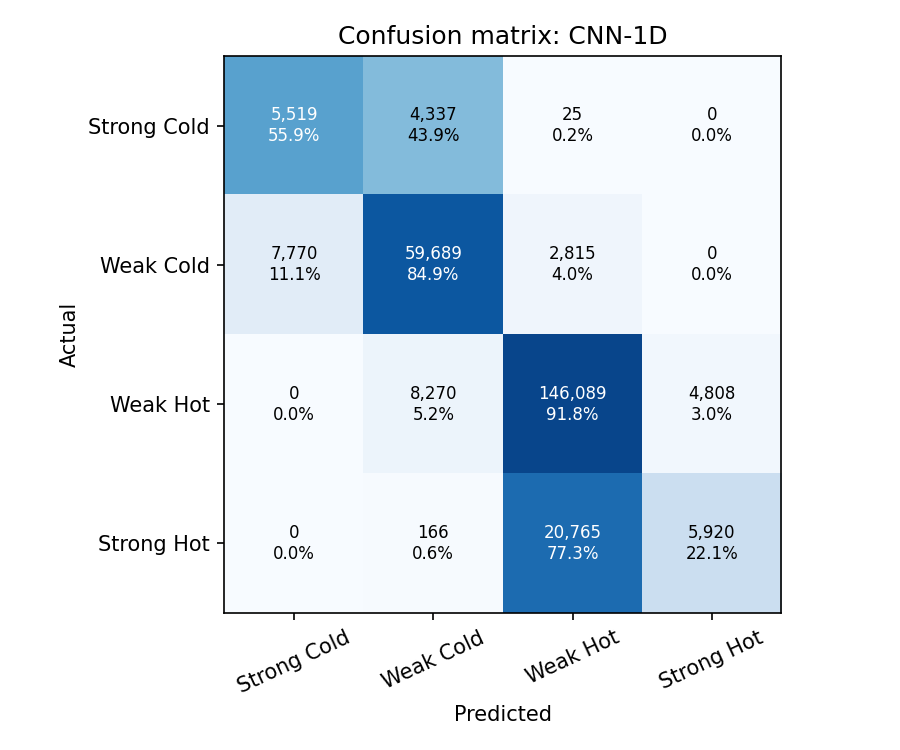 Confusion matrix: CNN-1D
Strong Cold
5,519 4,337 25 0
55.9% 43.9% 0.2% 0.0%
Weak Cold
7,770 59,689 2,815 0
11.1% 84.9% 4.0% 0.0%
Actual
Weak Hot
0 8,270 146,089 4,808
0.0% 5.2% 91.8% 3.0%
Strong Hot
0 166 20,765 5,920
0.0% 0.6% 77.3% 22.1%
Strong Cold Weak Cold Weak Hot Strong Hot
Predicted